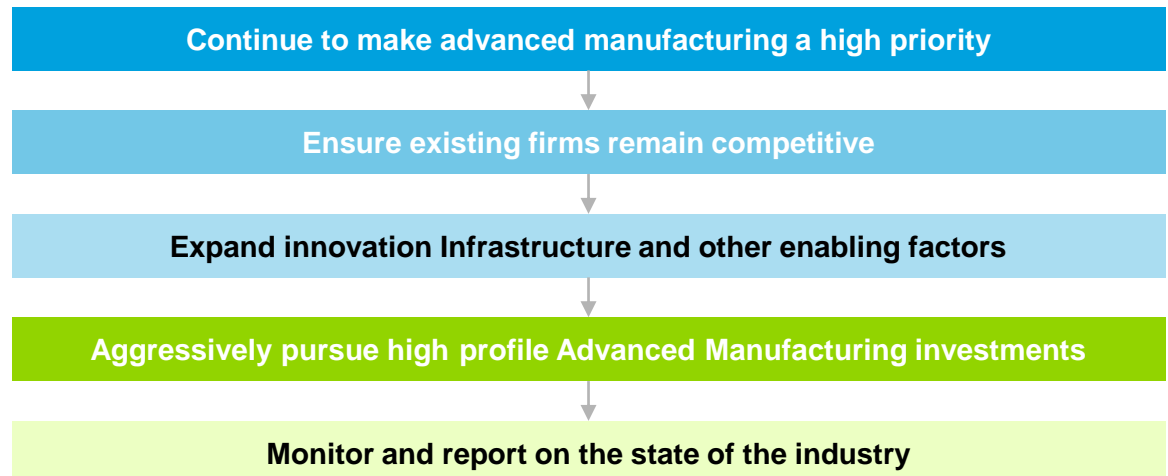 Continue to make advanced manufacturing a high priority
Ensure existing firms remain competitive
Expand innovation Infrastructure and other enabling factors
Aggressively pursue high profile Advanced Manufacturing investments
Monitor and report on the state of the industry